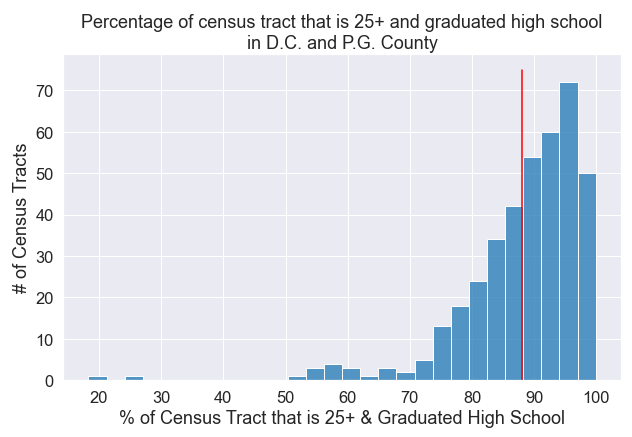 Percentage of census tract that is 25+ and graduated high school
in D.C. and P.G. County
# of Census Tracts
70
60
50
40
30
20
10
0
20 30 40 50 60 70 80 90 100
% of Census Tract that is 25+ & Graduated High School